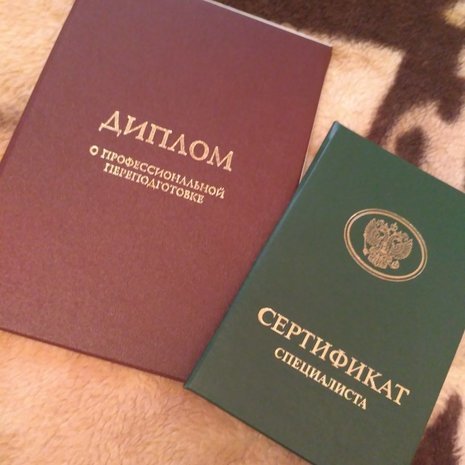 ДИПЛОМ
О ПРОФЕССИОНАЛЬНОЙ
ПЕРЕПОДГОТОВКЕ
СЕРТИФИКАТ
СПЕЦИАЛИСТА